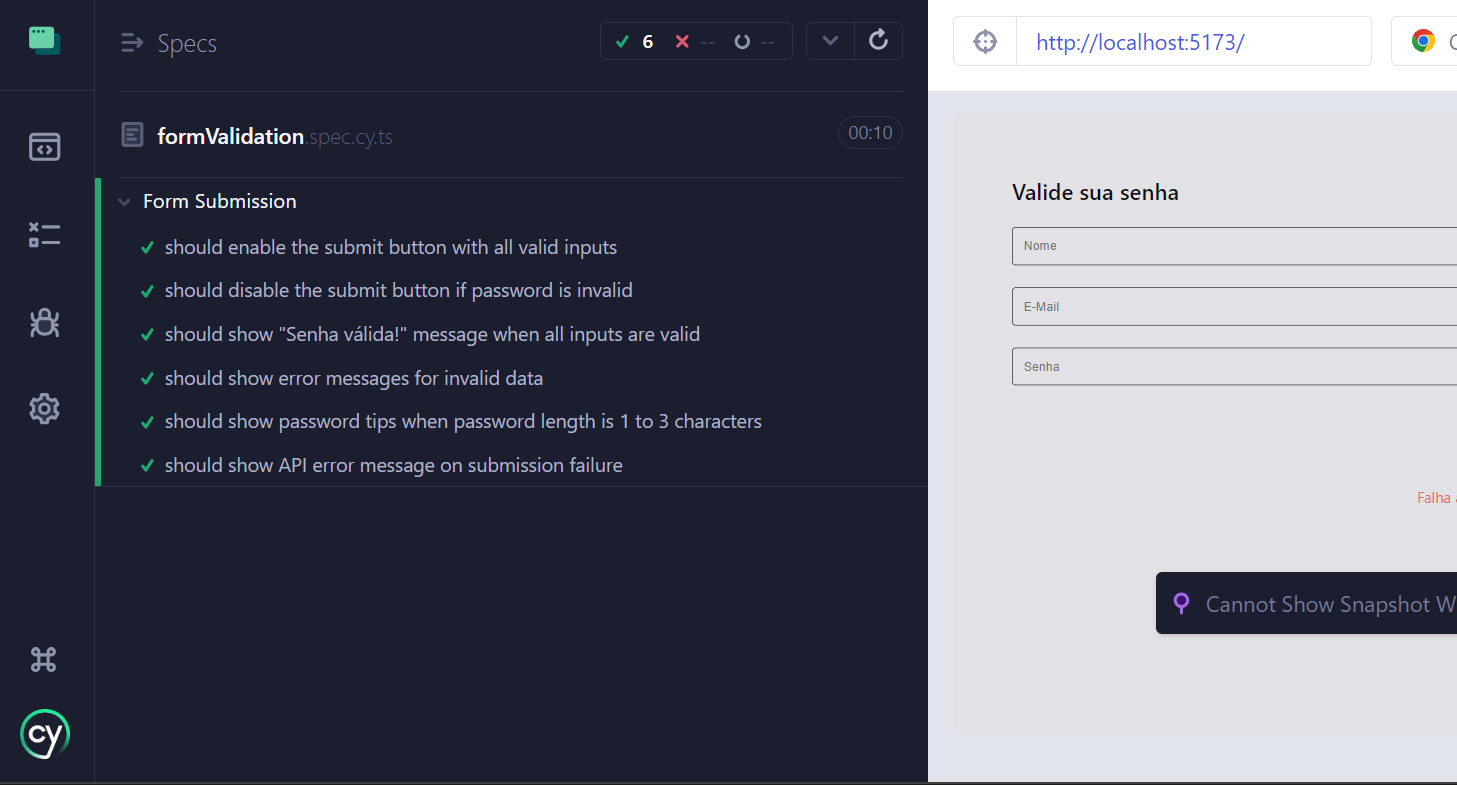 Specs
6 -- --
formValidation.spec.cy.ts
00:10
Form Submission
should enable the submit button with all valid inputs
should disable the submit button if password is invalid
should show "Senha válida!" message when all inputs are valid
should show error messages for invalid data
should show password tips when password length is 1 to 3 characters
should show API error message on submission failure
cy
http://localhost:5173/
Valide sua senha
Nome
E-Mail
Senha
Falha
Cannot Show Snapshot W